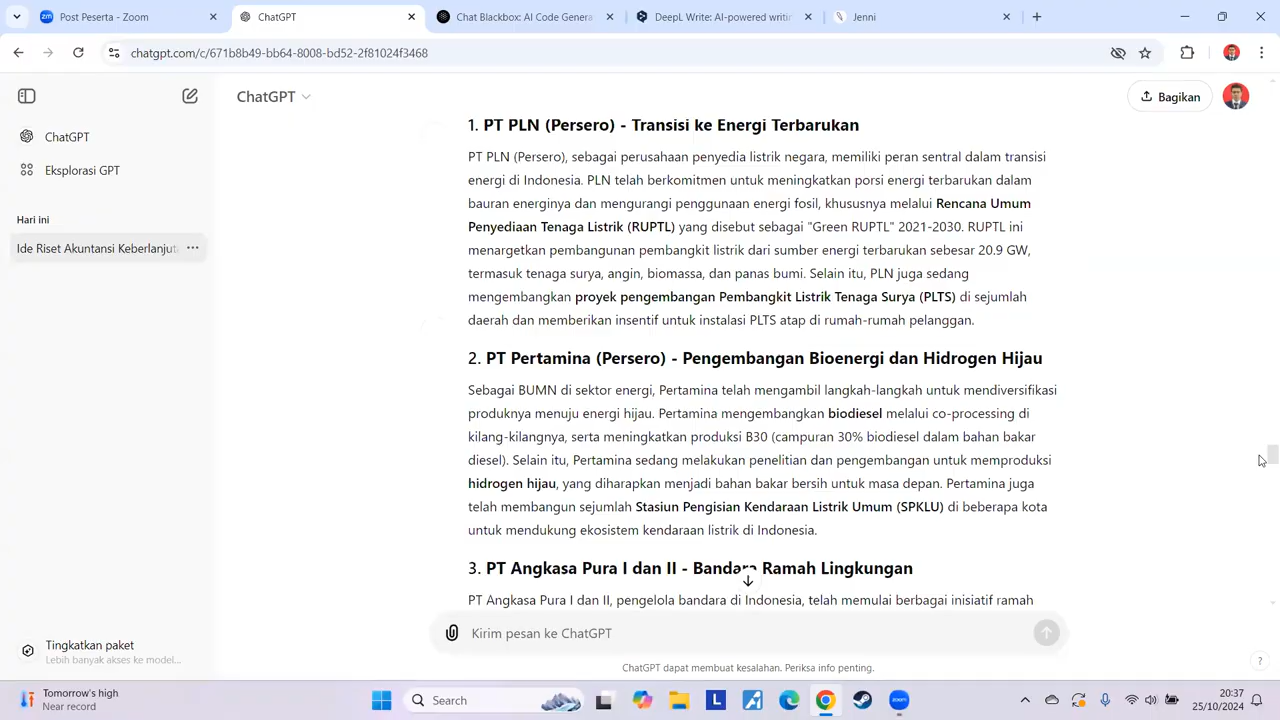 Post Peserta - Zoom
ChatGPT
Chat Blackbox: AI Code Genera
DeepL Write: AI-powered writin
Jenni
chatgpt.com/c/671b8b49-bb64-8008-bd52-2f81024f3468
ChatGPT
Bagikan
ChatGPT
Eksplorasi GPT
Hari ini
Ide Riset Akuntansi Keberlanjuta
1. PT PLN (Persero) - Transisi ke Energi Terbarukan
PT PLN (Persero), sebagai perusahaan penyedia listrik negara, memiliki peran sentral dalam transisi
energi di Indonesia. PLN telah berkomitmen untuk meningkatkan porsi energi terbarukan dalam
bauran energinya dan mengurangi penggunaan energi fosil, khususnya melalui Rencana Umum
Penyediaan Tenaga Listrik (RUPTL) yang disebut sebagai "Green RUPTL" 2021-2030. RUPTL ini
menargetkan pembangunan pembangkit listrik dari sumber energi terbarukan sebesar 20.9 GW,
termasuk tenaga surya, angin, biomassa, dan panas bumi. Selain itu, PLN juga sedang
mengembangkan proyek pengembangan Pembangkit Listrik Tenaga Surya (PLTS) di sejumlah
daerah dan memberikan insentif untuk instalasi PLTS atap di rumah-rumah pelanggan.
2. PT Pertamina (Persero) - Pengembangan Bioenergi dan Hidrogen Hijau
Sebagai BUMN di sektor energi, Pertamina telah mengambil langkah-langkah untuk mendiversifikasi
produknya menuju energi hijau. Pertamina mengembangkan biodiesel melalui co-processing di
kilang-kilangnya, serta meningkatkan produksi B30 (campuran 30% biodiesel dalam bahan bakar
diesel). Selain itu, Pertamina sedang melakukan penelitian dan pengembangan untuk memproduksi
hidrogen hijau, yang diharapkan menjadi bahan bakar bersih untuk masa depan. Pertamina juga
telah membangun sejumlah Stasiun Pengisian Kendaraan Listrik Umum (SPKLU) di beberapa kota
untuk mendukung ekosistem kendaraan listrik di Indonesia.
3. PT Angkasa Pura I dan II - Bandara Ramah Lingkungan
PT Angkasa Pura I dan II, pengelola bandara di Indonesia, telah memulai berbagai inisiatif ramah
Kirim pesan ke ChatGPT
Tingkatkan paket
Lebih banyak akses ke model...
ChatGPT dapat membuat kesalahan. Periksa info penting.
?
Tomorrow's high
Near record
Search
20:37
25/10/2024